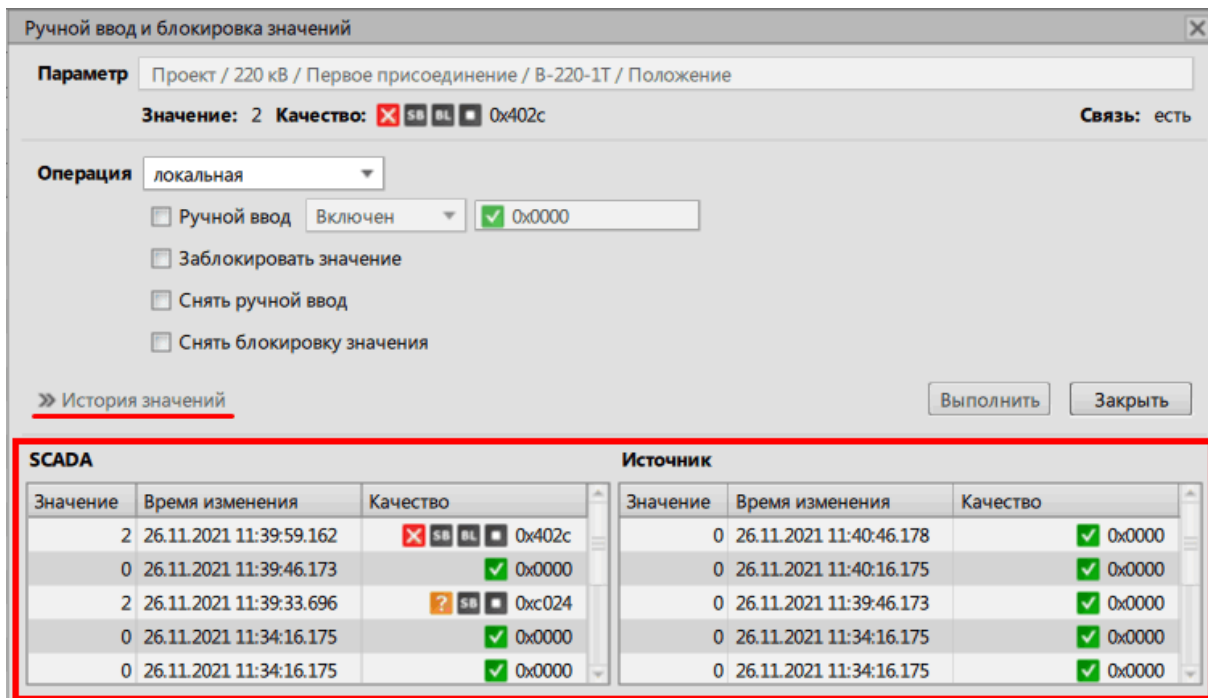 Ручной ввод и блокировка значений
Параметр Проект / 220 кВ / Первое присоединение / В-220-1Т / Положение
Значение: 2 Качество: SB BL 0x402c Связь: есть
Операция локальная
Ручной ввод Включен 0x0000
Заблокировать значение
Снять ручной ввод
Снять блокировку значения
История значений Выполнить Закрыть
SCADA Источник
Значение Время изменения Качество Значение Время изменения Качество
2 26.11.2021 11:39:59.162 SB BL 0x402c 0 26.11.2021 11:40:46.178 0x0000
0 26.11.2021 11:39:46.173 0x0000 0 26.11.2021 11:40:16.175 0x0000
2 26.11.2021 11:39:33.696 ? SB 0xc024 0 26.11.2021 11:39:46.173 0x0000
0 26.11.2021 11:34:16.175 0x0000 0 26.11.2021 11:34:16.175 0x0000
0 26.11.2021 11:34:16.175 0x0000 0 26.11.2021 11:34:16.175 0x0000